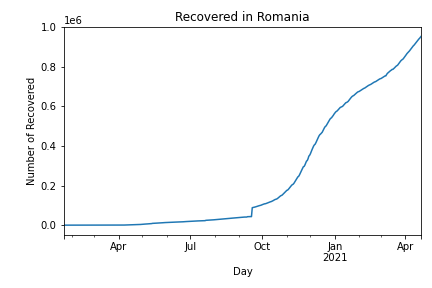 Recovered in Romania
1e6
1.0
0.8
0.6
0.4
0.2
0.0
Number of Recovered
Apr Jul Oct Jan Apr
2021
Day